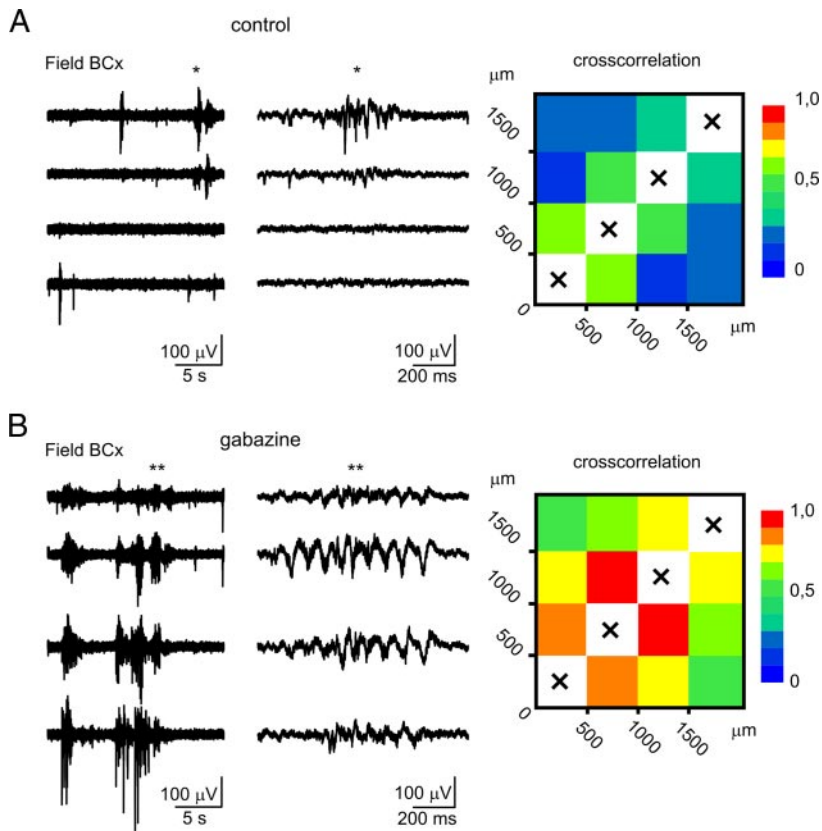 A
control
Field BCx
*
*
crosscorrelation
µm
1500
1000
500
0
500
1000
1500
µm
1,0
0,5
0
100 µV
5 s
100 µV
200 ms
B
gabazine
Field BCx
**
**
crosscorrelation
µm
1500
1000
500
0
500
1000
1500
µm
1,0
0,5
0
100 µV
5 s
100 µV
200 ms